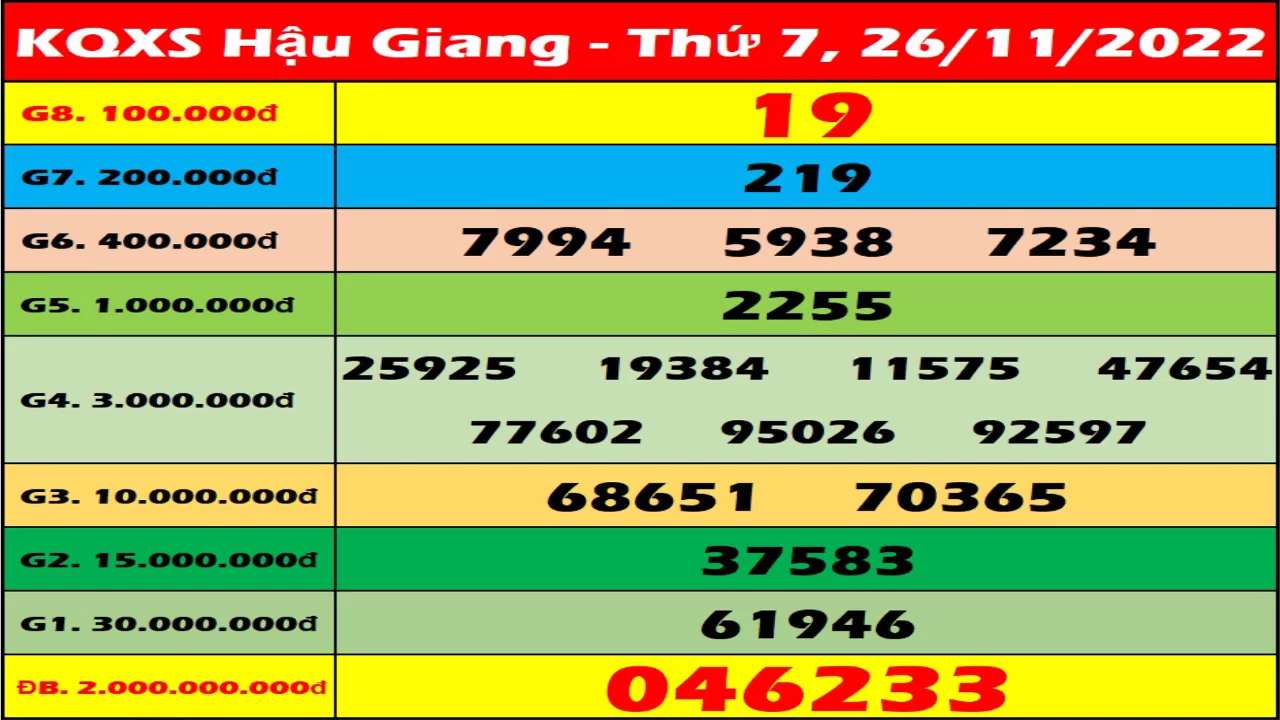 KQXS Hậu Giang - Thứ 7, 26/11/2022
G8. 100.000đ 19
G7. 200.000đ 219
G6. 400.000đ 7994 5938 7234
G5. 1.000.000đ 2255
G4. 3.000.000đ 25925 19384 11575 47654
77602 95026 92597
G3. 10.000.000đ 68651 70365
G2. 15.000.000đ 37583
G1. 30.000.000đ 61946
ĐB. 2.000.000.000đ 046233